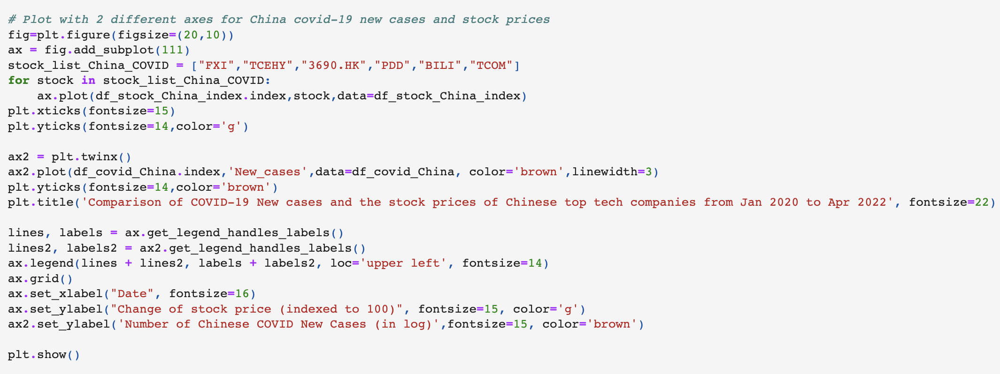 # Plot with 2 different axes for China covid-19 new cases and stock prices
fig=plt.figure(figsize=(20,10))
ax = fig.add_subplot(111)
stock_list_China_COVID = ["FXI","TCEHY","3690.HK","PDD","BILI","TCOM"]
for stock in stock_list_China_COVID:
    ax.plot(df_stock_China_index.index,stock,data=df_stock_China_index)
plt.xticks(fontsize=15)
plt.yticks(fontsize=14,color='g')

ax2 = plt.twinx()
ax2.plot(df_covid_China.index,'New_cases',data=df_covid_China, color='brown',linewidth=3)
plt.yticks(fontsize=14,color='brown')
plt.title('Comparison of COVID-19 New cases and the stock prices of Chinese top tech companies from Jan 2020 to Apr 2022', fontsize=22)

lines, labels = ax.get_legend_handles_labels()
lines2, labels2 = ax2.get_legend_handles_labels()
ax.legend(lines + lines2, labels + labels2, loc='upper left', fontsize=14)
ax.grid()
ax.set_xlabel("Date", fontsize=16)
ax.set_ylabel("Change of stock price (indexed to 100)", fontsize=15, color='g')
ax2.set_ylabel('Number of Chinese COVID New Cases (in log)',fontsize=15, color='brown')

plt.show()